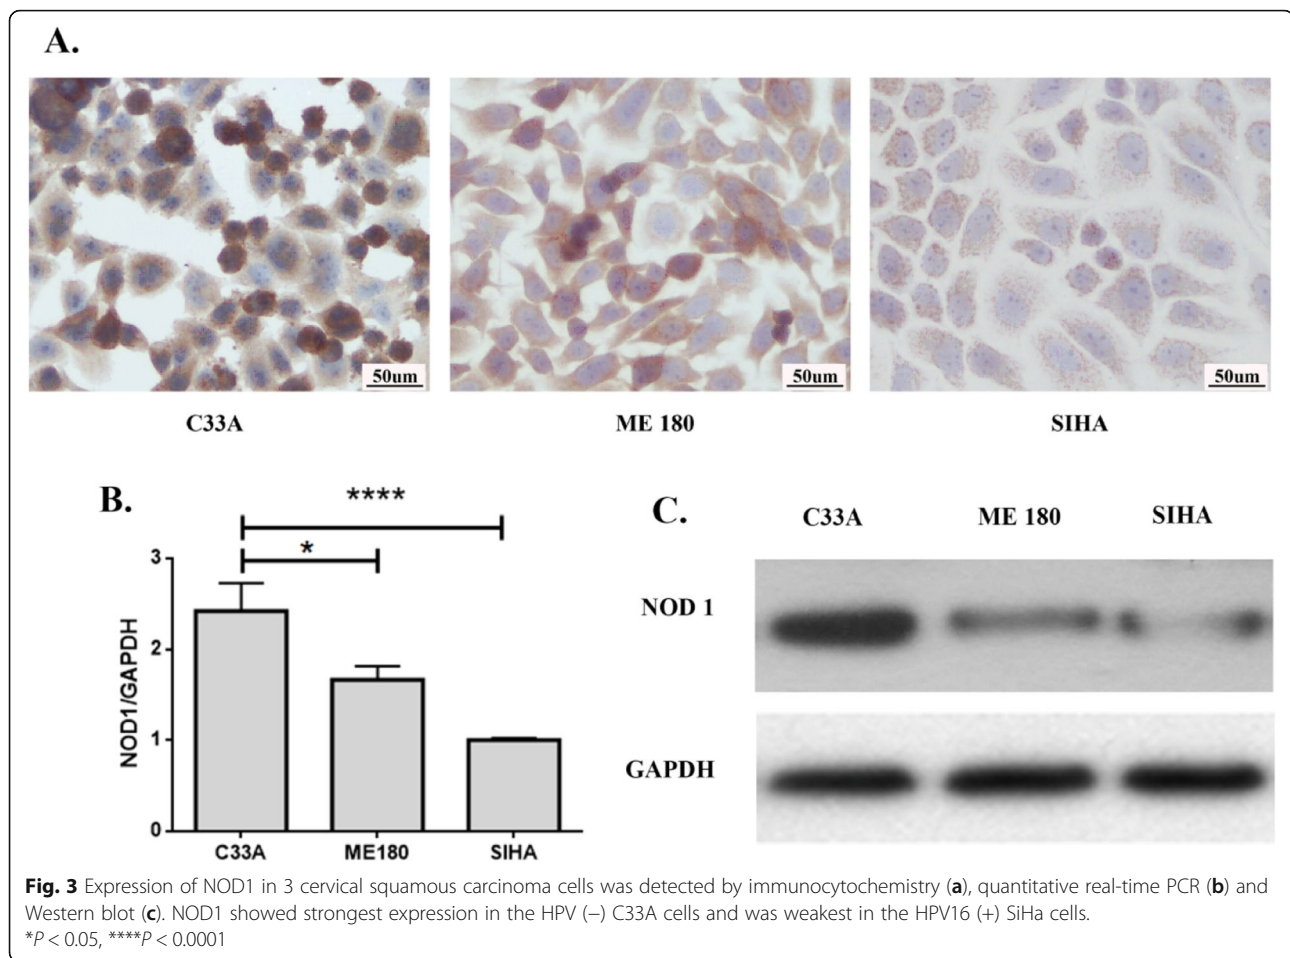 A.
50um
50um
50um
C33A
ME 180
SIHA
B.
****
*
NOD1/GAPDH
3
2
1
0
C33A
ME180
SIHA
C.
C33A
ME 180
SIHA
NOD 1
GAPDH
Fig. 3 Expression of NOD1 in 3 cervical squamous carcinoma cells was detected by immunocytochemistry (a), quantitative real-time PCR (b) and
Western blot (c). NOD1 showed strongest expression in the HPV (−) C33A cells and was weakest in the HPV16 (+) SiHa cells.
*P < 0.05, ****P < 0.0001